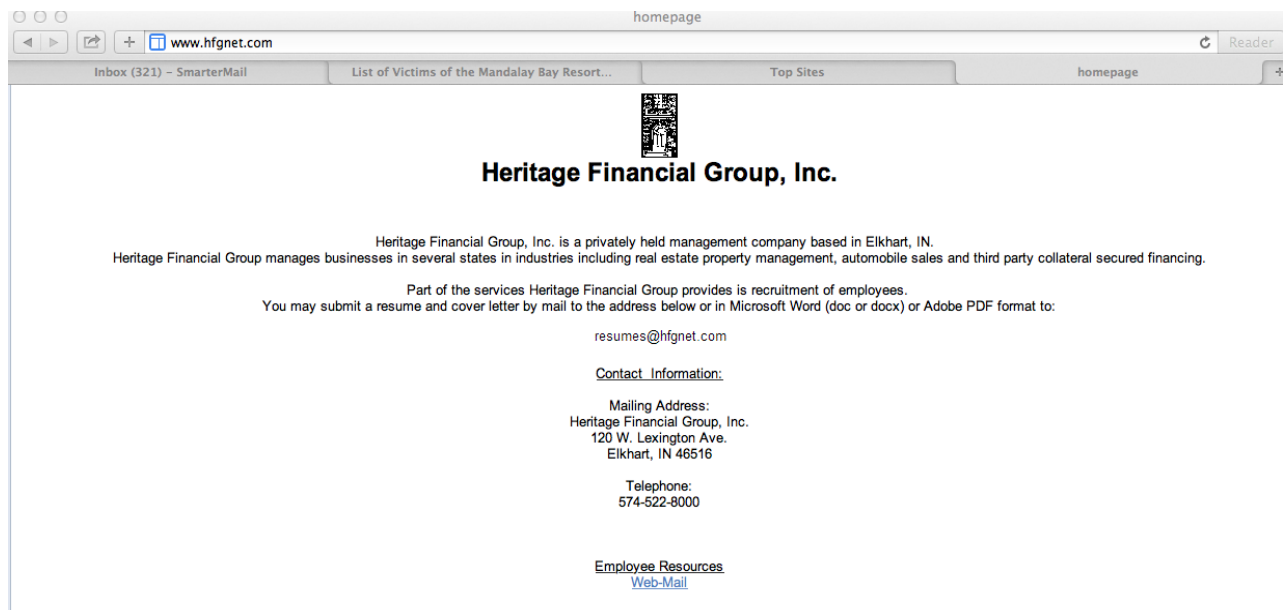 homepage
www.hfgnet.com
Reader
Inbox (321) – SmarterMail
List of Victims of the Mandalay Bay Resort...
Top Sites
homepage
Heritage Financial Group, Inc.
Heritage Financial Group, Inc. is a privately held management company based in Elkhart, IN.
Heritage Financial Group manages businesses in several states in industries including real estate property management, automobile sales and third party collateral secured financing.
Part of the services Heritage Financial Group provides is recruitment of employees.
You may submit a resume and cover letter by mail to the address below or in Microsoft Word (doc or docx) or Adobe PDF format to:
resumes@hfgnet.com
Contact Information:
Mailing Address:
Heritage Financial Group, Inc.
120 W. Lexington Ave.
Elkhart, IN 46516
Telephone:
574-522-8000
Employee Resources
Web-Mail